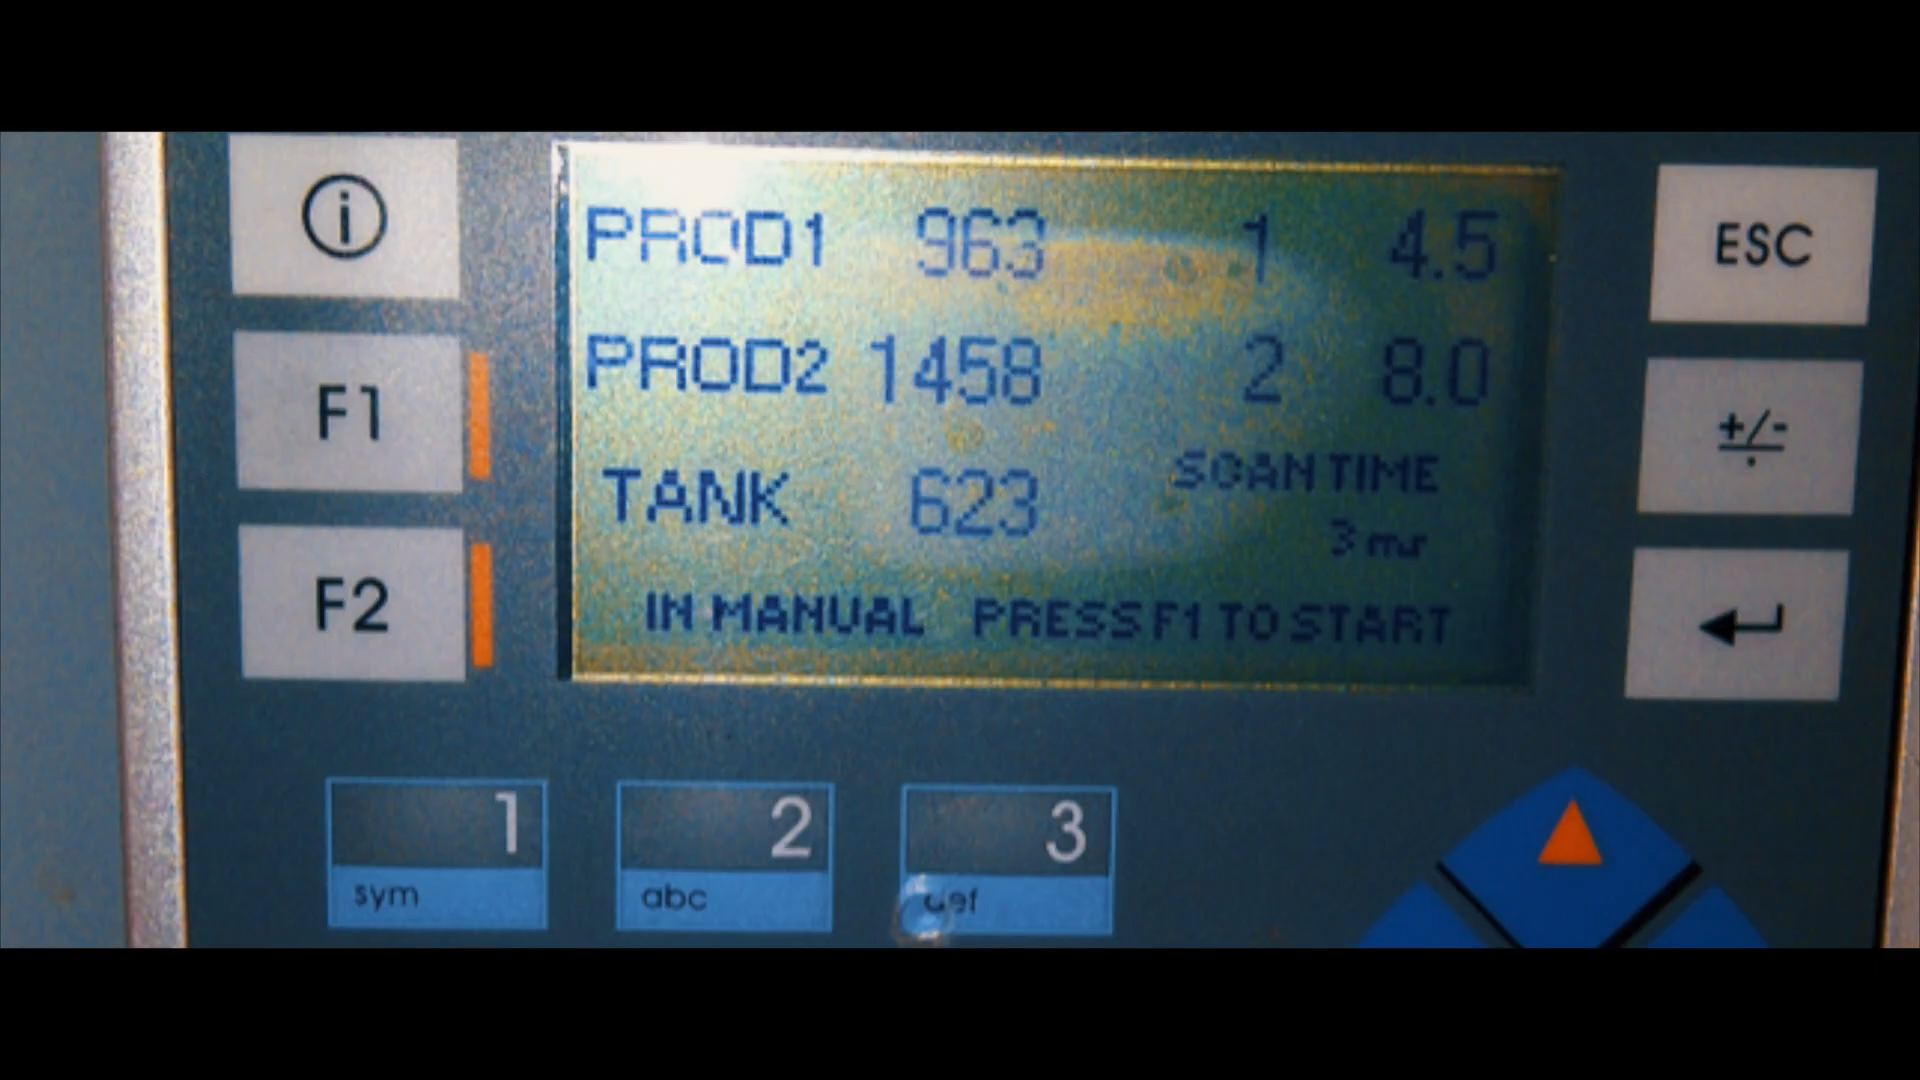 i
PROD1 963 1 4.5
ESC
F1
PROD2 1458 2 8.0
+/-
.
TANK 623 SCAN TIME
3 ms
F2
IN MANUAL PRESS F1 TO START
1 2 3
sym abc def